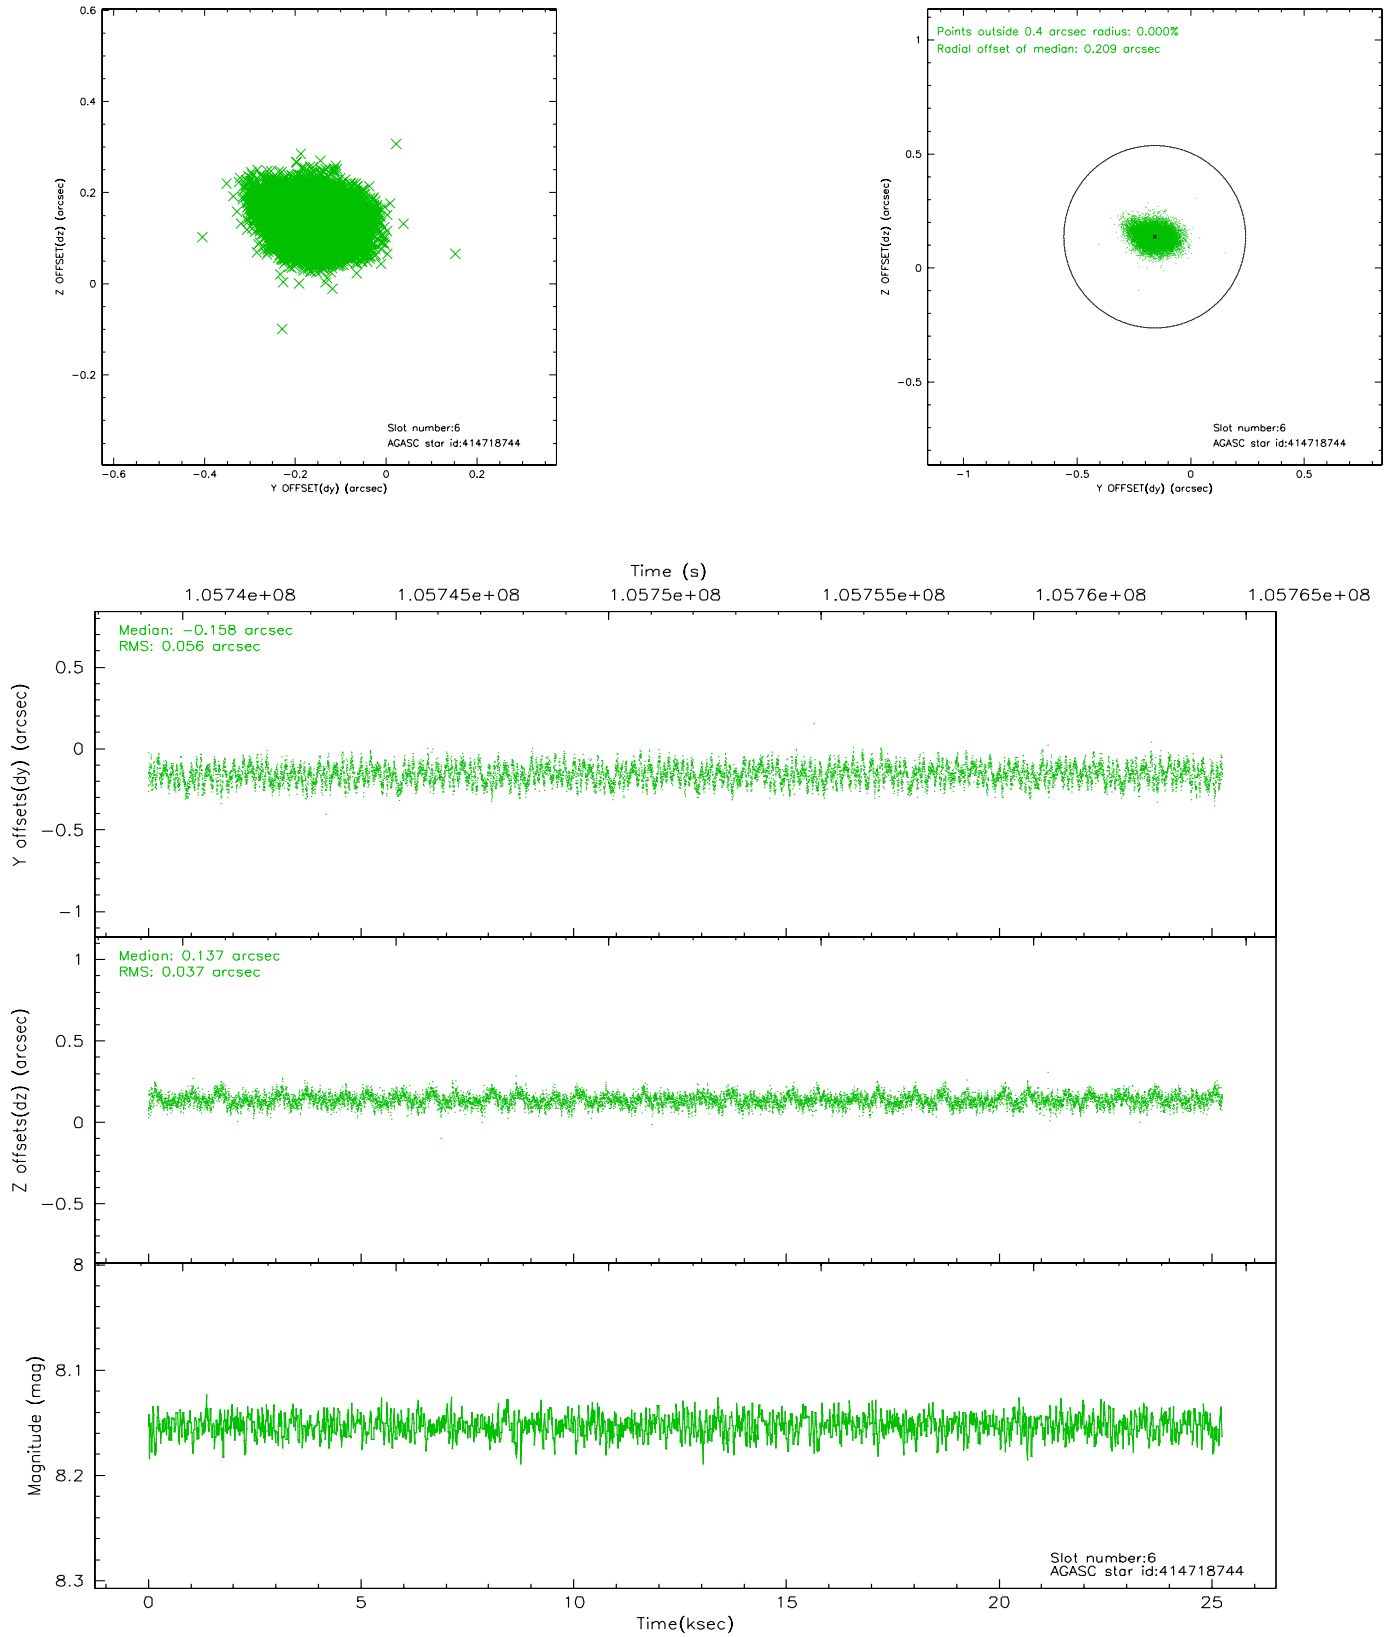 0.6
0.4
0.2
0
−0.2
Z OFFSET(dz) (arcsec)
Slot number:6
AGASC star id:414718744
−0.6 −0.4 −0.2 0 0.2
Y OFFSET(dy) (arcsec)
Points outside 0.4 arcsec radius: 0.000%
Radial offset of median: 0.209 arcsec
1
0.5
0
−0.5
Z OFFSET(dz) (arcsec)
Slot number:6
AGASC star id:414718744
−1 −0.5 0 0.5
Y OFFSET(dy) (arcsec)
Time (s)
1.0574e+08 1.05745e+08 1.0575e+08 1.05755e+08 1.0576e+08 1.05765e+08
Median: −0.158 arcsec
RMS: 0.056 arcsec
0.5
0
−0.5
−1
Y offsets(dy) (arcsec)
Median: 0.137 arcsec
RMS: 0.037 arcsec
1
0.5
0
−0.5
Z offsets(dz) (arcsec)
8
8.1
8.2
8.3
Magnitude (mag)
Slot number:6
AGASC star id:414718744
0 5 10 15 20 25
Time(ksec)